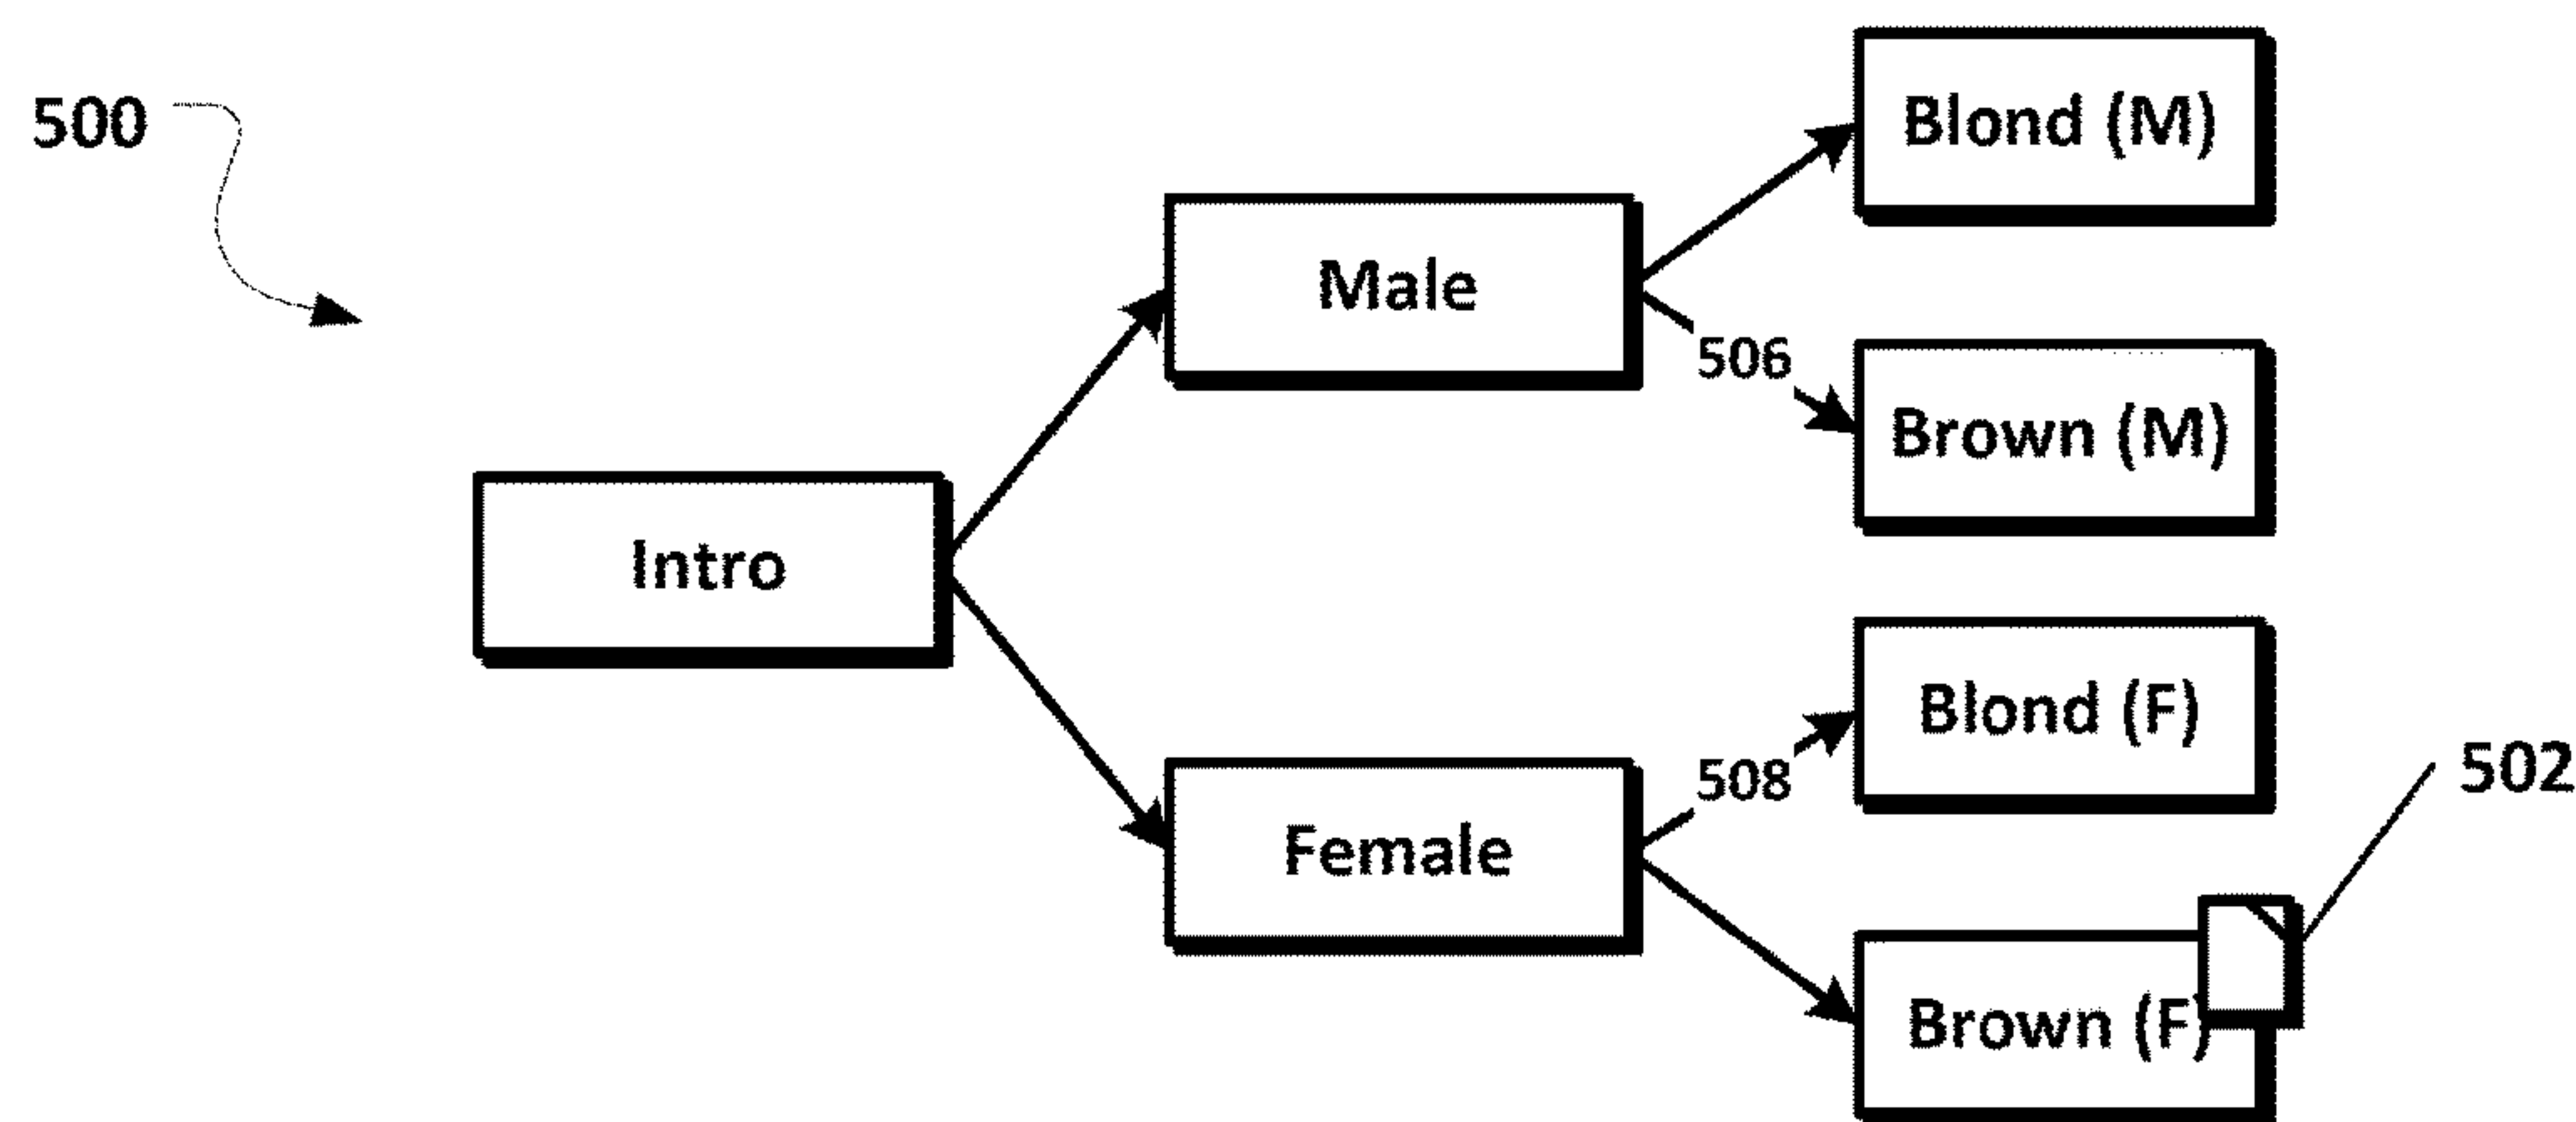 500
Blond (M)
Male
506
Brown (M)
Intro
Blond (F)
508
502
Female
Brown (F)